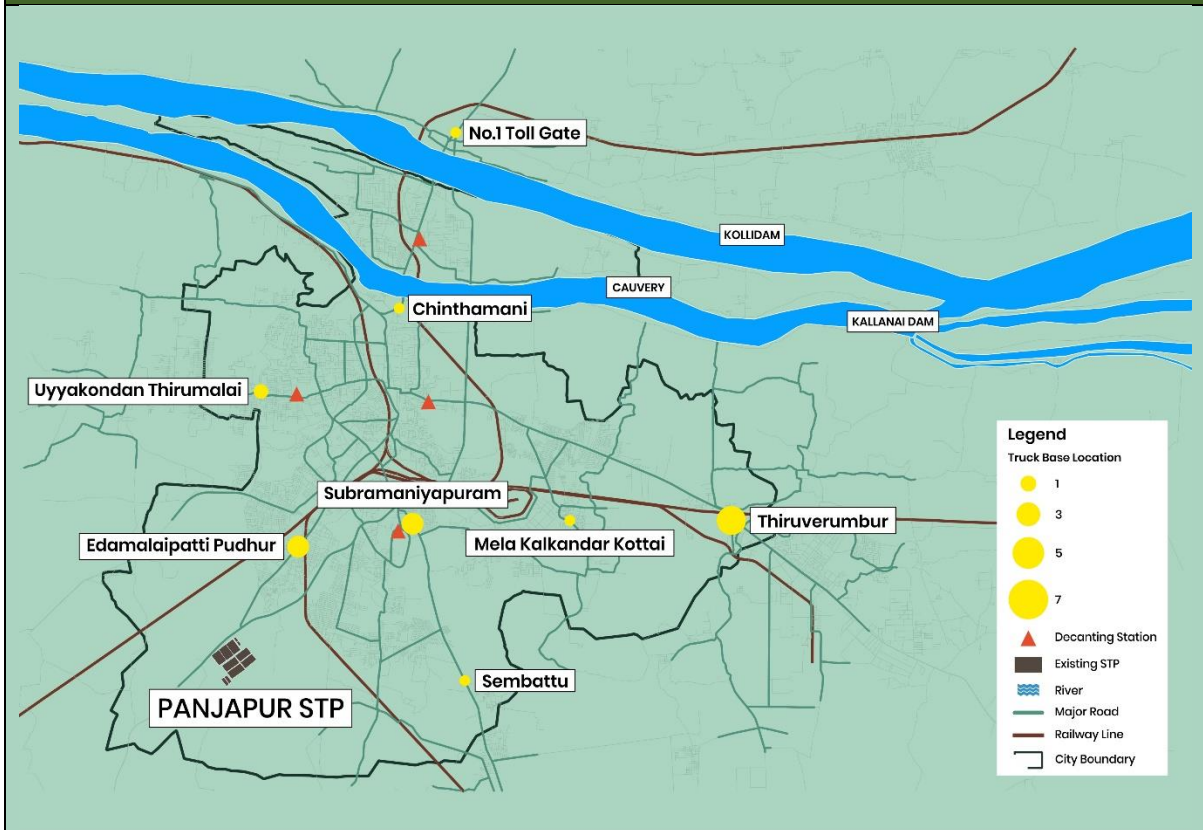 No.1 Toll Gate
KOLLIDAM
CAUVERY
Chinthamani
KALLANAI DAM
Uyyakondan Thirumalai
Subramaniyapuram
Thiruverumbur
Edamalaipatti Pudhur
Mela Kalkandar Kottai
Sembattu
PANJAPUR STP
Legend
Truck Base Location
1
3
5
7
Decanting Station
Existing STP
River
Major Road
Railway Line
City Boundary